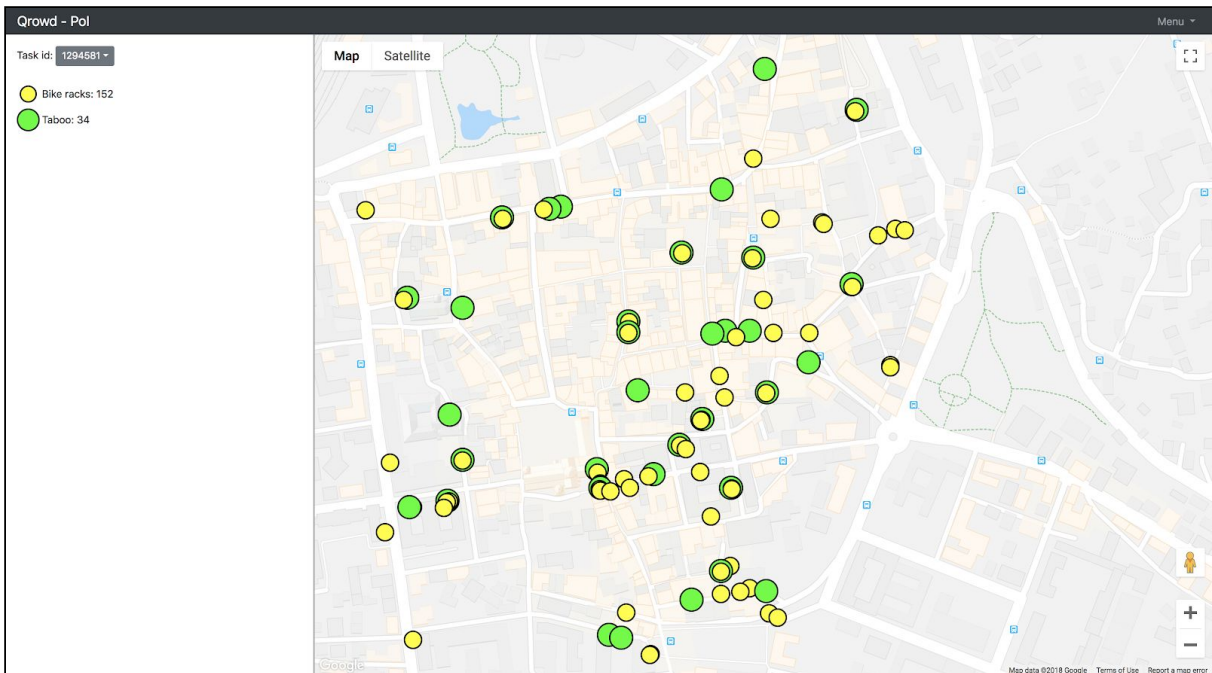 Qrowd - PoI
Menu
Task id: 1294581
Map Satellite
Bike racks: 152
Taboo: 34
Google
Map data ©2018 Google Terms of Use Report a map error